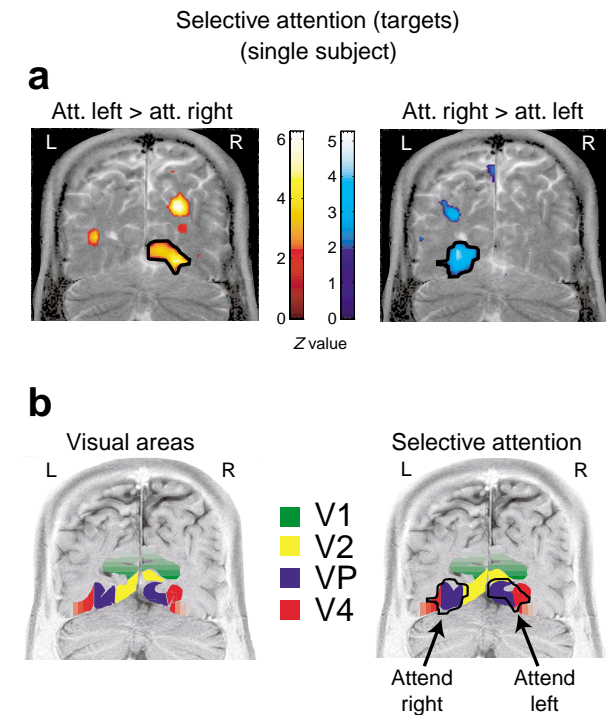 Selective attention (targets)
(single subject)
a
Att. left > att. right
Att. right > att. left
L
R
6
4
2
0
5
4
3
2
1
0
L
R
Z value
b
Visual areas
Selective attention
L
R
V1
V2
VP
V4
L
R
Attend
right
Attend
left